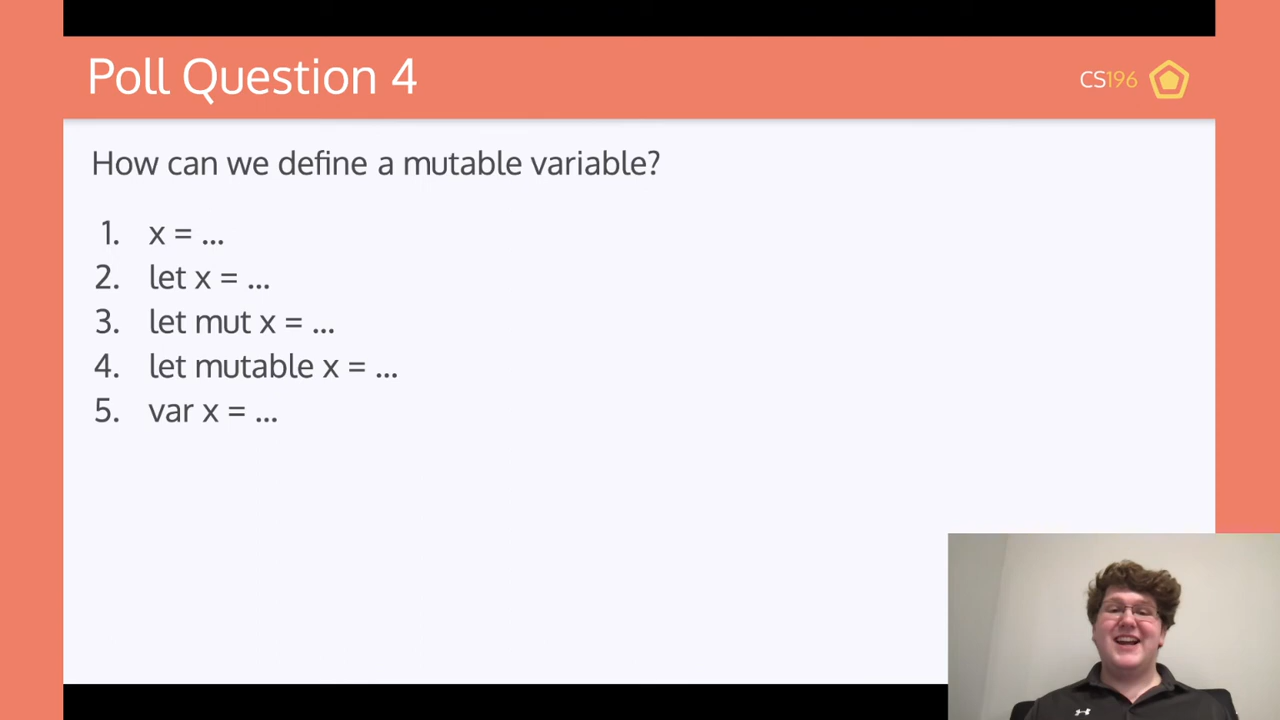 Poll Question 4
CS196
How can we define a mutable variable?
1. x = ...
2. let x = ...
3. let mut x = ...
4. let mutable x = ...
5. var x = ...